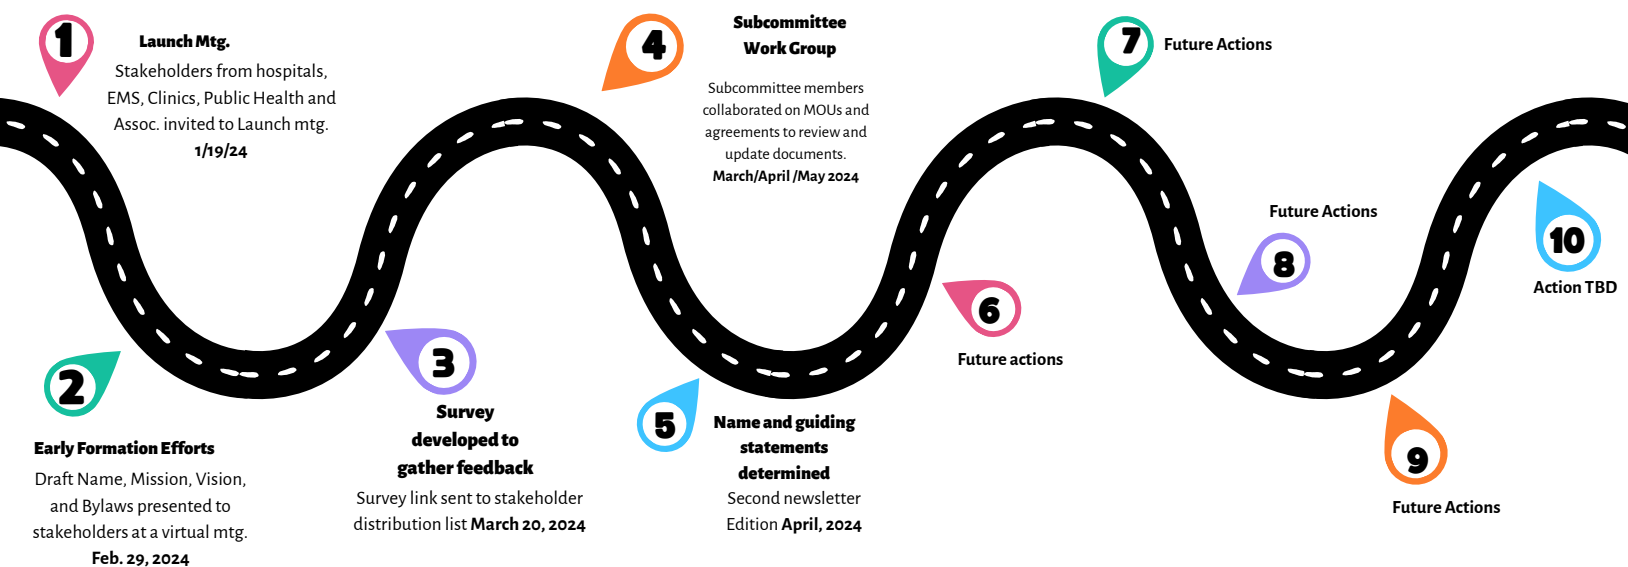 1
Launch Mtg.
Stakeholders from hospitals,
EMS, Clinics, Public Health and
Assoc. invited to Launch mtg.
1/19/24
2
Early Formation Efforts
Draft Name, Mission, Vision,
and Bylaws presented to
stakeholders at a virtual mtg.
Feb. 29, 2024
3
Survey
developed to
gather feedback
Survey link sent to stakeholder
distribution list March 20, 2024
4
Subcommittee
Work Group
Subcommittee members
collaborated on MOUs and
agreements to review and
update documents.
March/April /May 2024
5
Name and guiding
statements
determined
Second newsletter
Edition April, 2024
6
Future actions
7
Future Actions
8
Future Actions
9
Future Actions
10
Action TBD